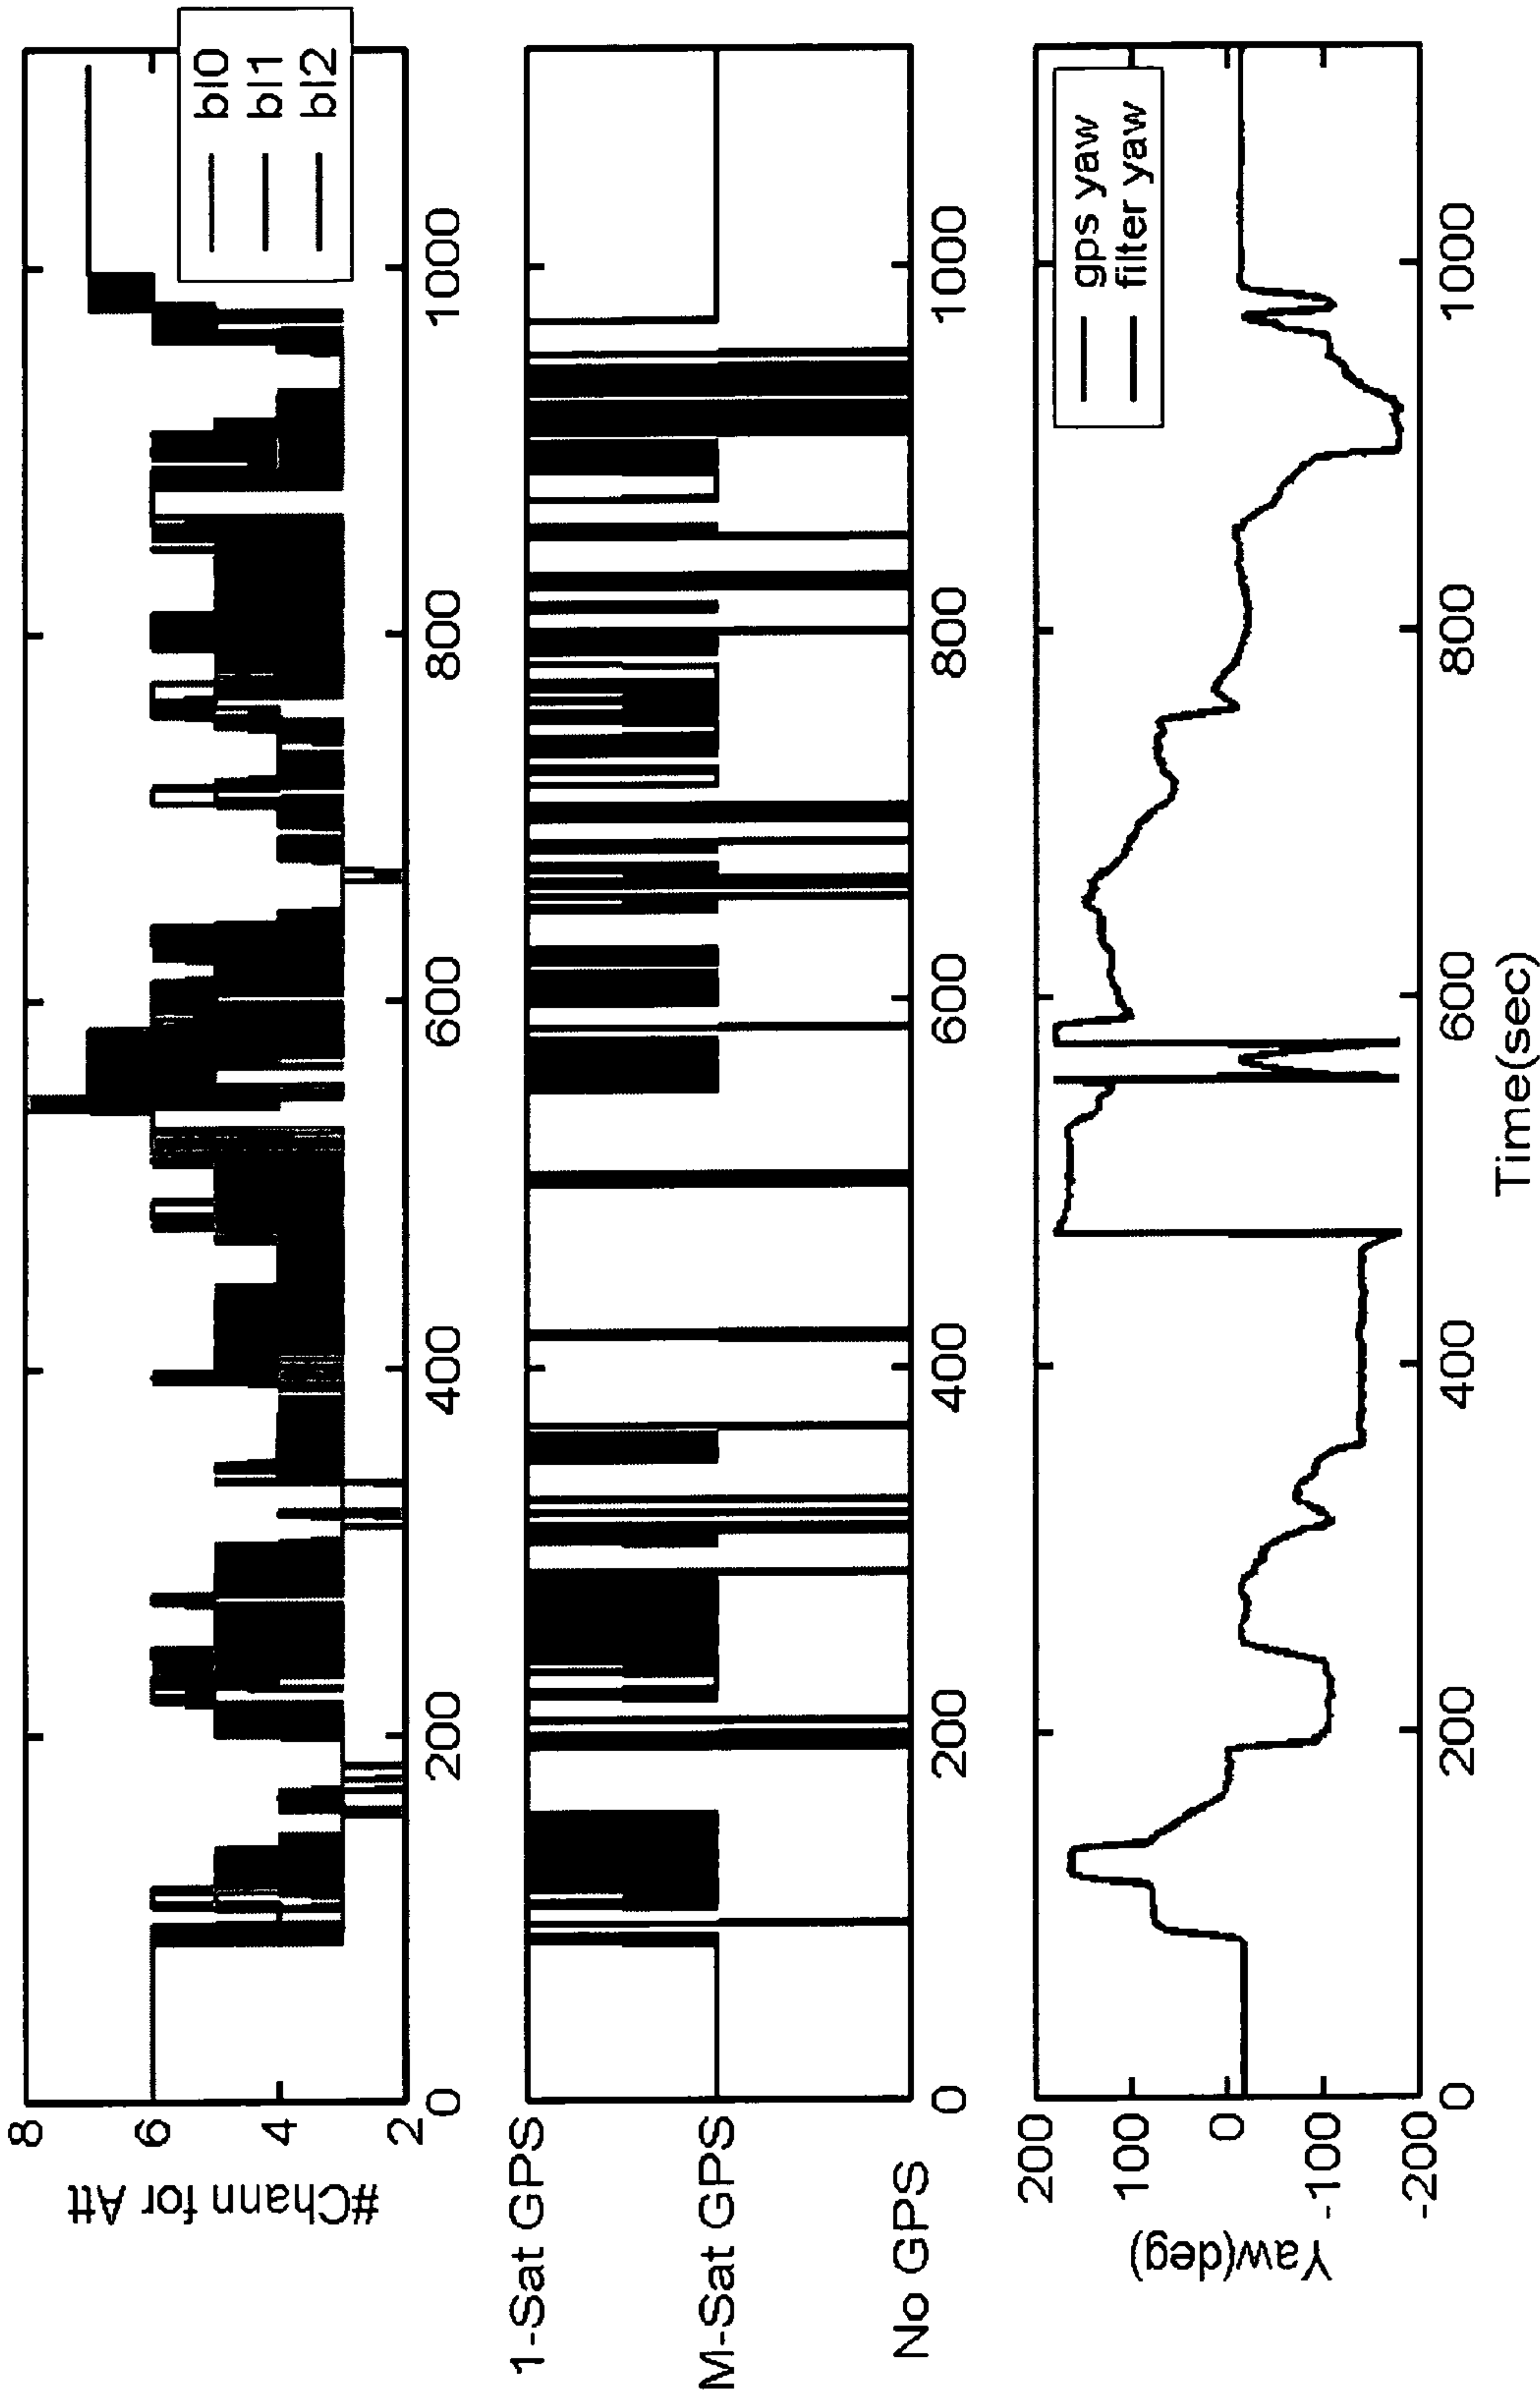 #Chann for Att
8
6
4
2
bl0
bl1
bl2
0
200
400
600
800
1000
1-Sat GPS
M-Sat GPS
No GPS
0
200
400
600
800
1000
Yaw(deg)
200
100
0
-100
-200
gps yaw
filter yaw
0
200
400
600
800
1000
Time(sec)